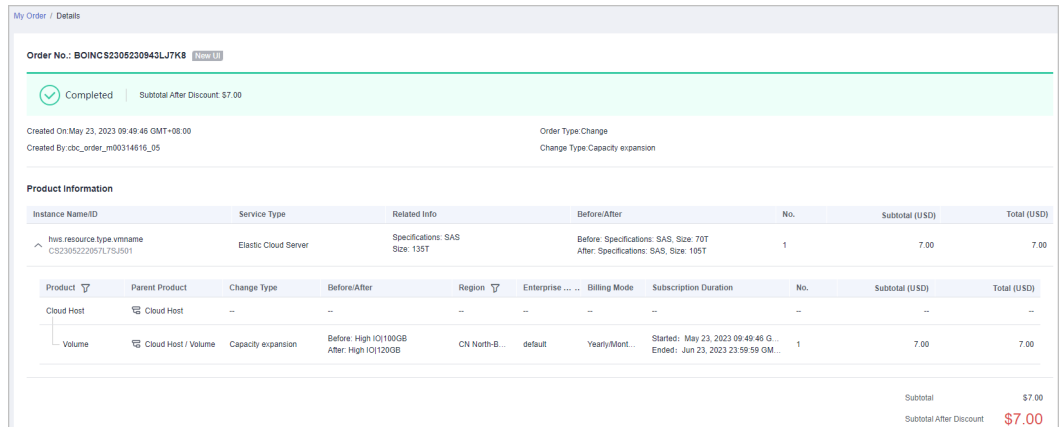 My Order / Details
Order No.: BOINCS2305230943LJ7K8 New UI
Completed Subtotal After Discount: $7.00
Created On:May 23, 2023 09:49:46 GMT+08:00 Order Type:Change
Created By:cbc_order_m00314616_05 Change Type:Capacity expansion
Product Information
Instance Name/ID Service Type Related Info Before/After No. Subtotal (USD) Total (USD)
hws.resource.type.vmname
CS2305222057L7SJ501
Elastic Cloud Server
Specifications: SAS
Size: 135T
Before: Specifications: SAS, Size: 70T
After: Specifications: SAS, Size: 105T
1 7.00 7.00
Product Parent Product Change Type Before/After Region Enterprise ... .. Billing Mode Subscription Duration No. Subtotal (USD) Total (USD)
Cloud Host Cloud Host -- -- -- -- -- -- -- -- --
Volume Cloud Host / Volume Capacity expansion
Before: High IO|100GB
After: High IO|120GB
CN North-B... default Yearly/Mont...
Started: May 23, 2023 09:49:46 G...
Ended: Jun 23, 2023 23:59:59 GM...
1 7.00 7.00
Subtotal $7.00
Subtotal After Discount $7.00